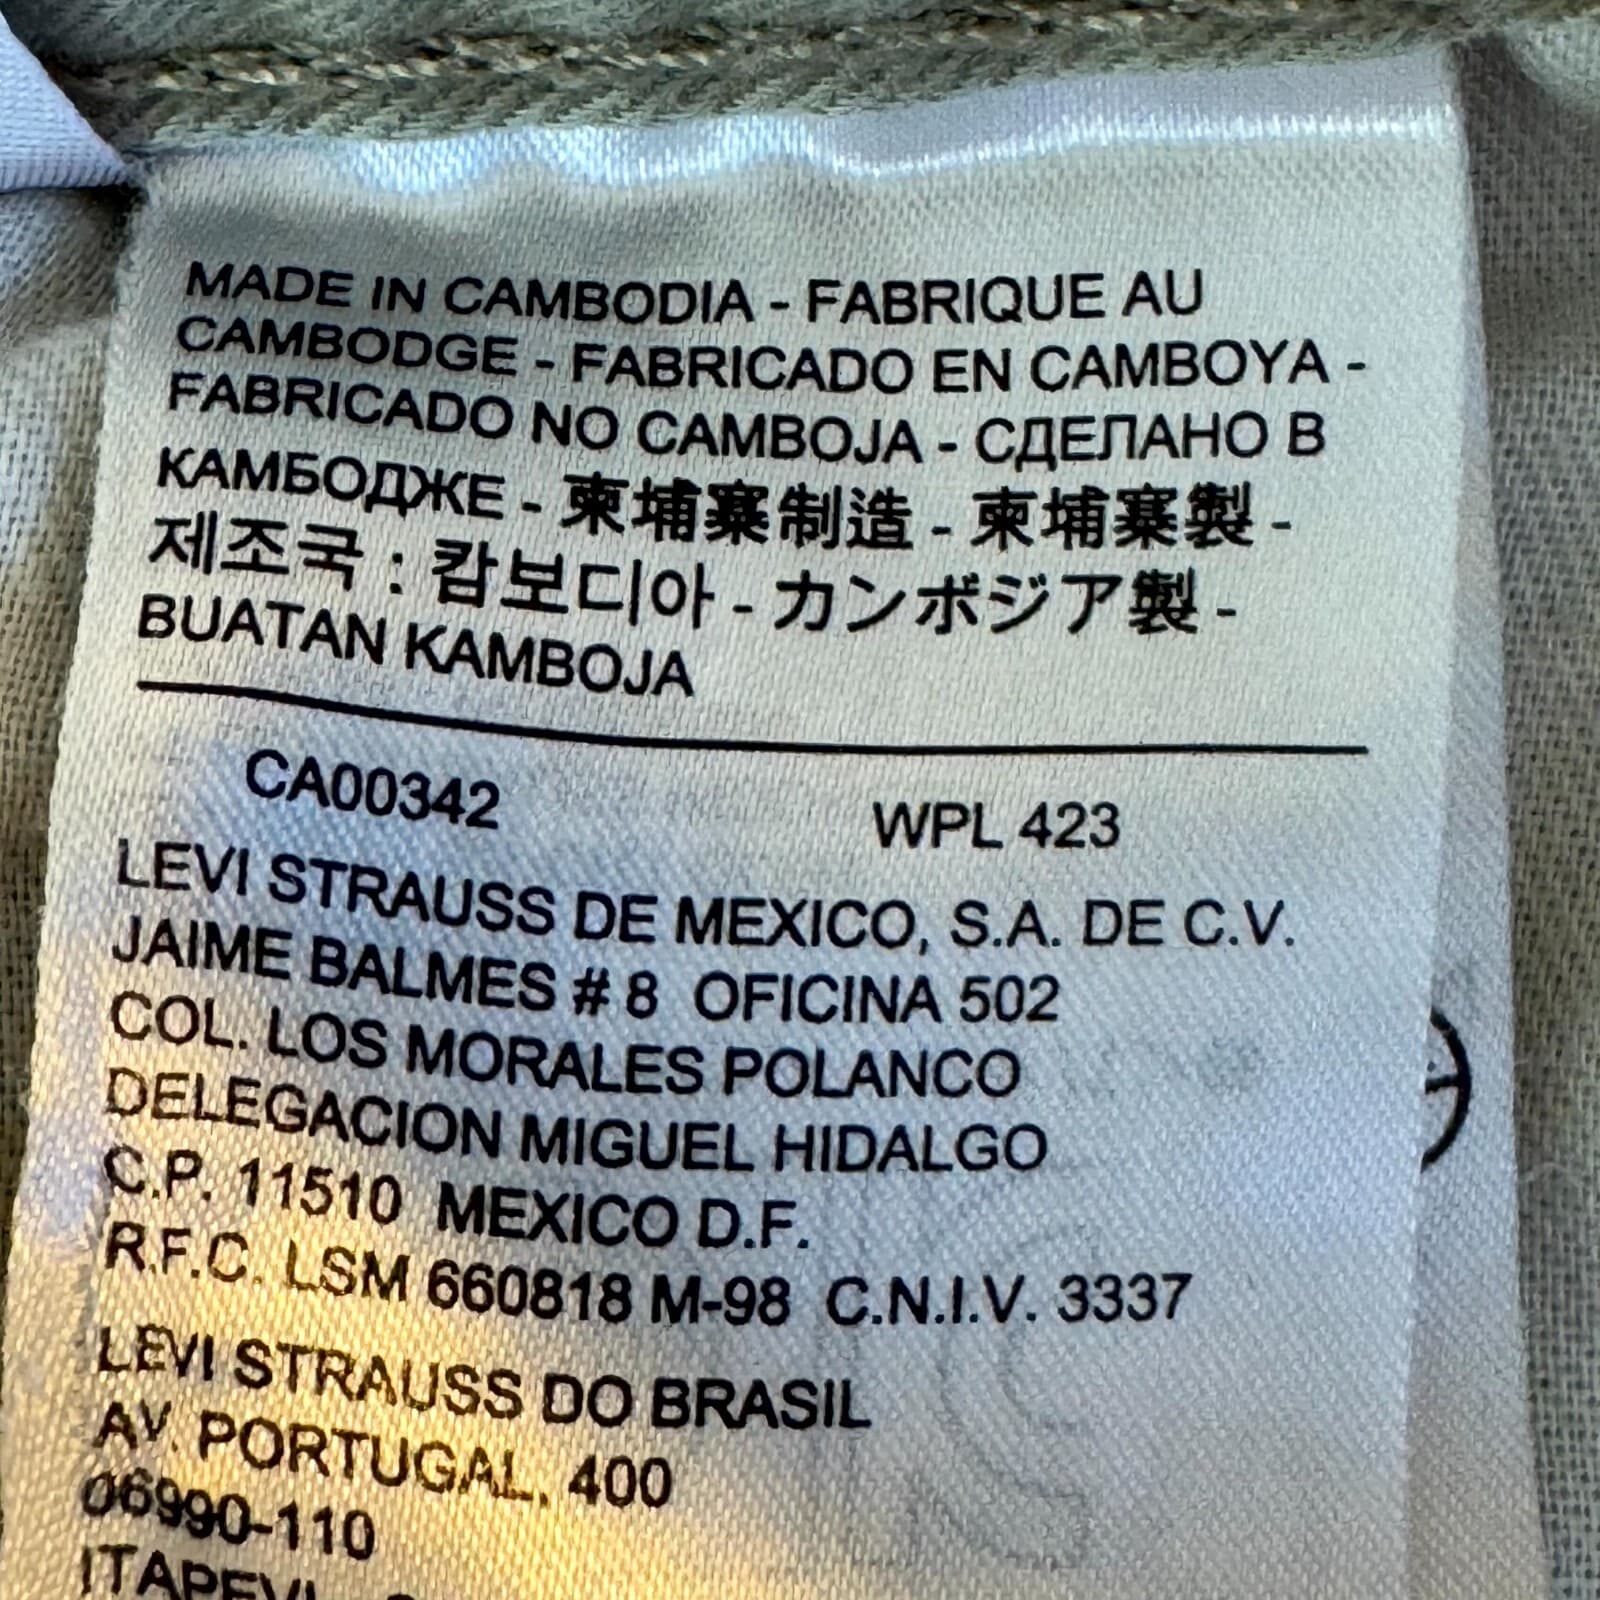 MADE IN CAMBODIA - FABRIQUE AU
CAMBODGE - FABRICADO EN CAMBOYA -
FABRICADO NO CAMBOJA - СДЕЛАНО В
КАМБОДЖЕ - 柬埔寨制造 - 柬埔寨製 -
제조국 : 캄보디아 - カンボジア製 -
BUATAN KAMBOJA
CA00342 WPL 423
LEVI STRAUSS DE MEXICO, S.A. DE C.V.
JAIME BALMES # 8 OFICINA 502
COL. LOS MORALES POLANCO
DELEGACION MIGUEL HIDALGO
C.P. 11510 MEXICO D.F.
R.F.C. LSM 660818 M-98 C.N.I.V. 3337
LEVI STRAUSS DO BRASIL
AV. PORTUGAL, 400
06990-110
ITAPEVI